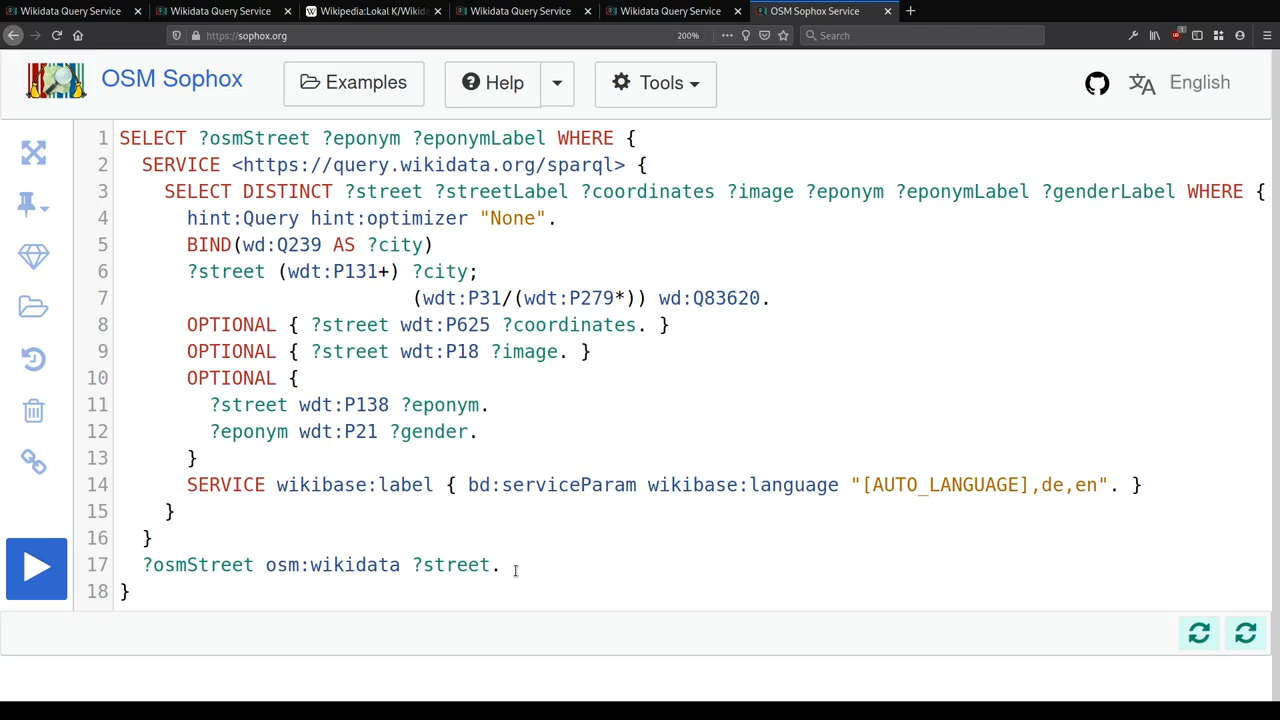 Wikidata Query Service
Wikidata Query Service
Wikipedia:Lokal K/Wikida
Wikidata Query Service
Wikidata Query Service
OSM Sophox Service
https://sophox.org
200%
Search
OSM Sophox
Examples
Help
Tools
English
1 SELECT ?osmStreet ?eponym ?eponymLabel WHERE {
2 SERVICE <https://query.wikidata.org/sparql> {
3 SELECT DISTINCT ?street ?streetLabel ?coordinates ?image ?eponym ?eponymLabel ?genderLabel WHERE {
4 hint:Query hint:optimizer "None".
5 BIND(wd:Q239 AS ?city)
6 ?street (wdt:P131+) ?city;
7 (wdt:P31/(wdt:P279*)) wd:Q83620.
8 OPTIONAL { ?street wdt:P625 ?coordinates. }
9 OPTIONAL { ?street wdt:P18 ?image. }
10 OPTIONAL {
11 ?street wdt:P138 ?eponym.
12 ?eponym wdt:P21 ?gender.
13 }
14 SERVICE wikibase:label { bd:serviceParam wikibase:language "[AUTO_LANGUAGE],de,en". }
15 }
16 }
17 ?osmStreet osm:wikidata ?street.
18 }